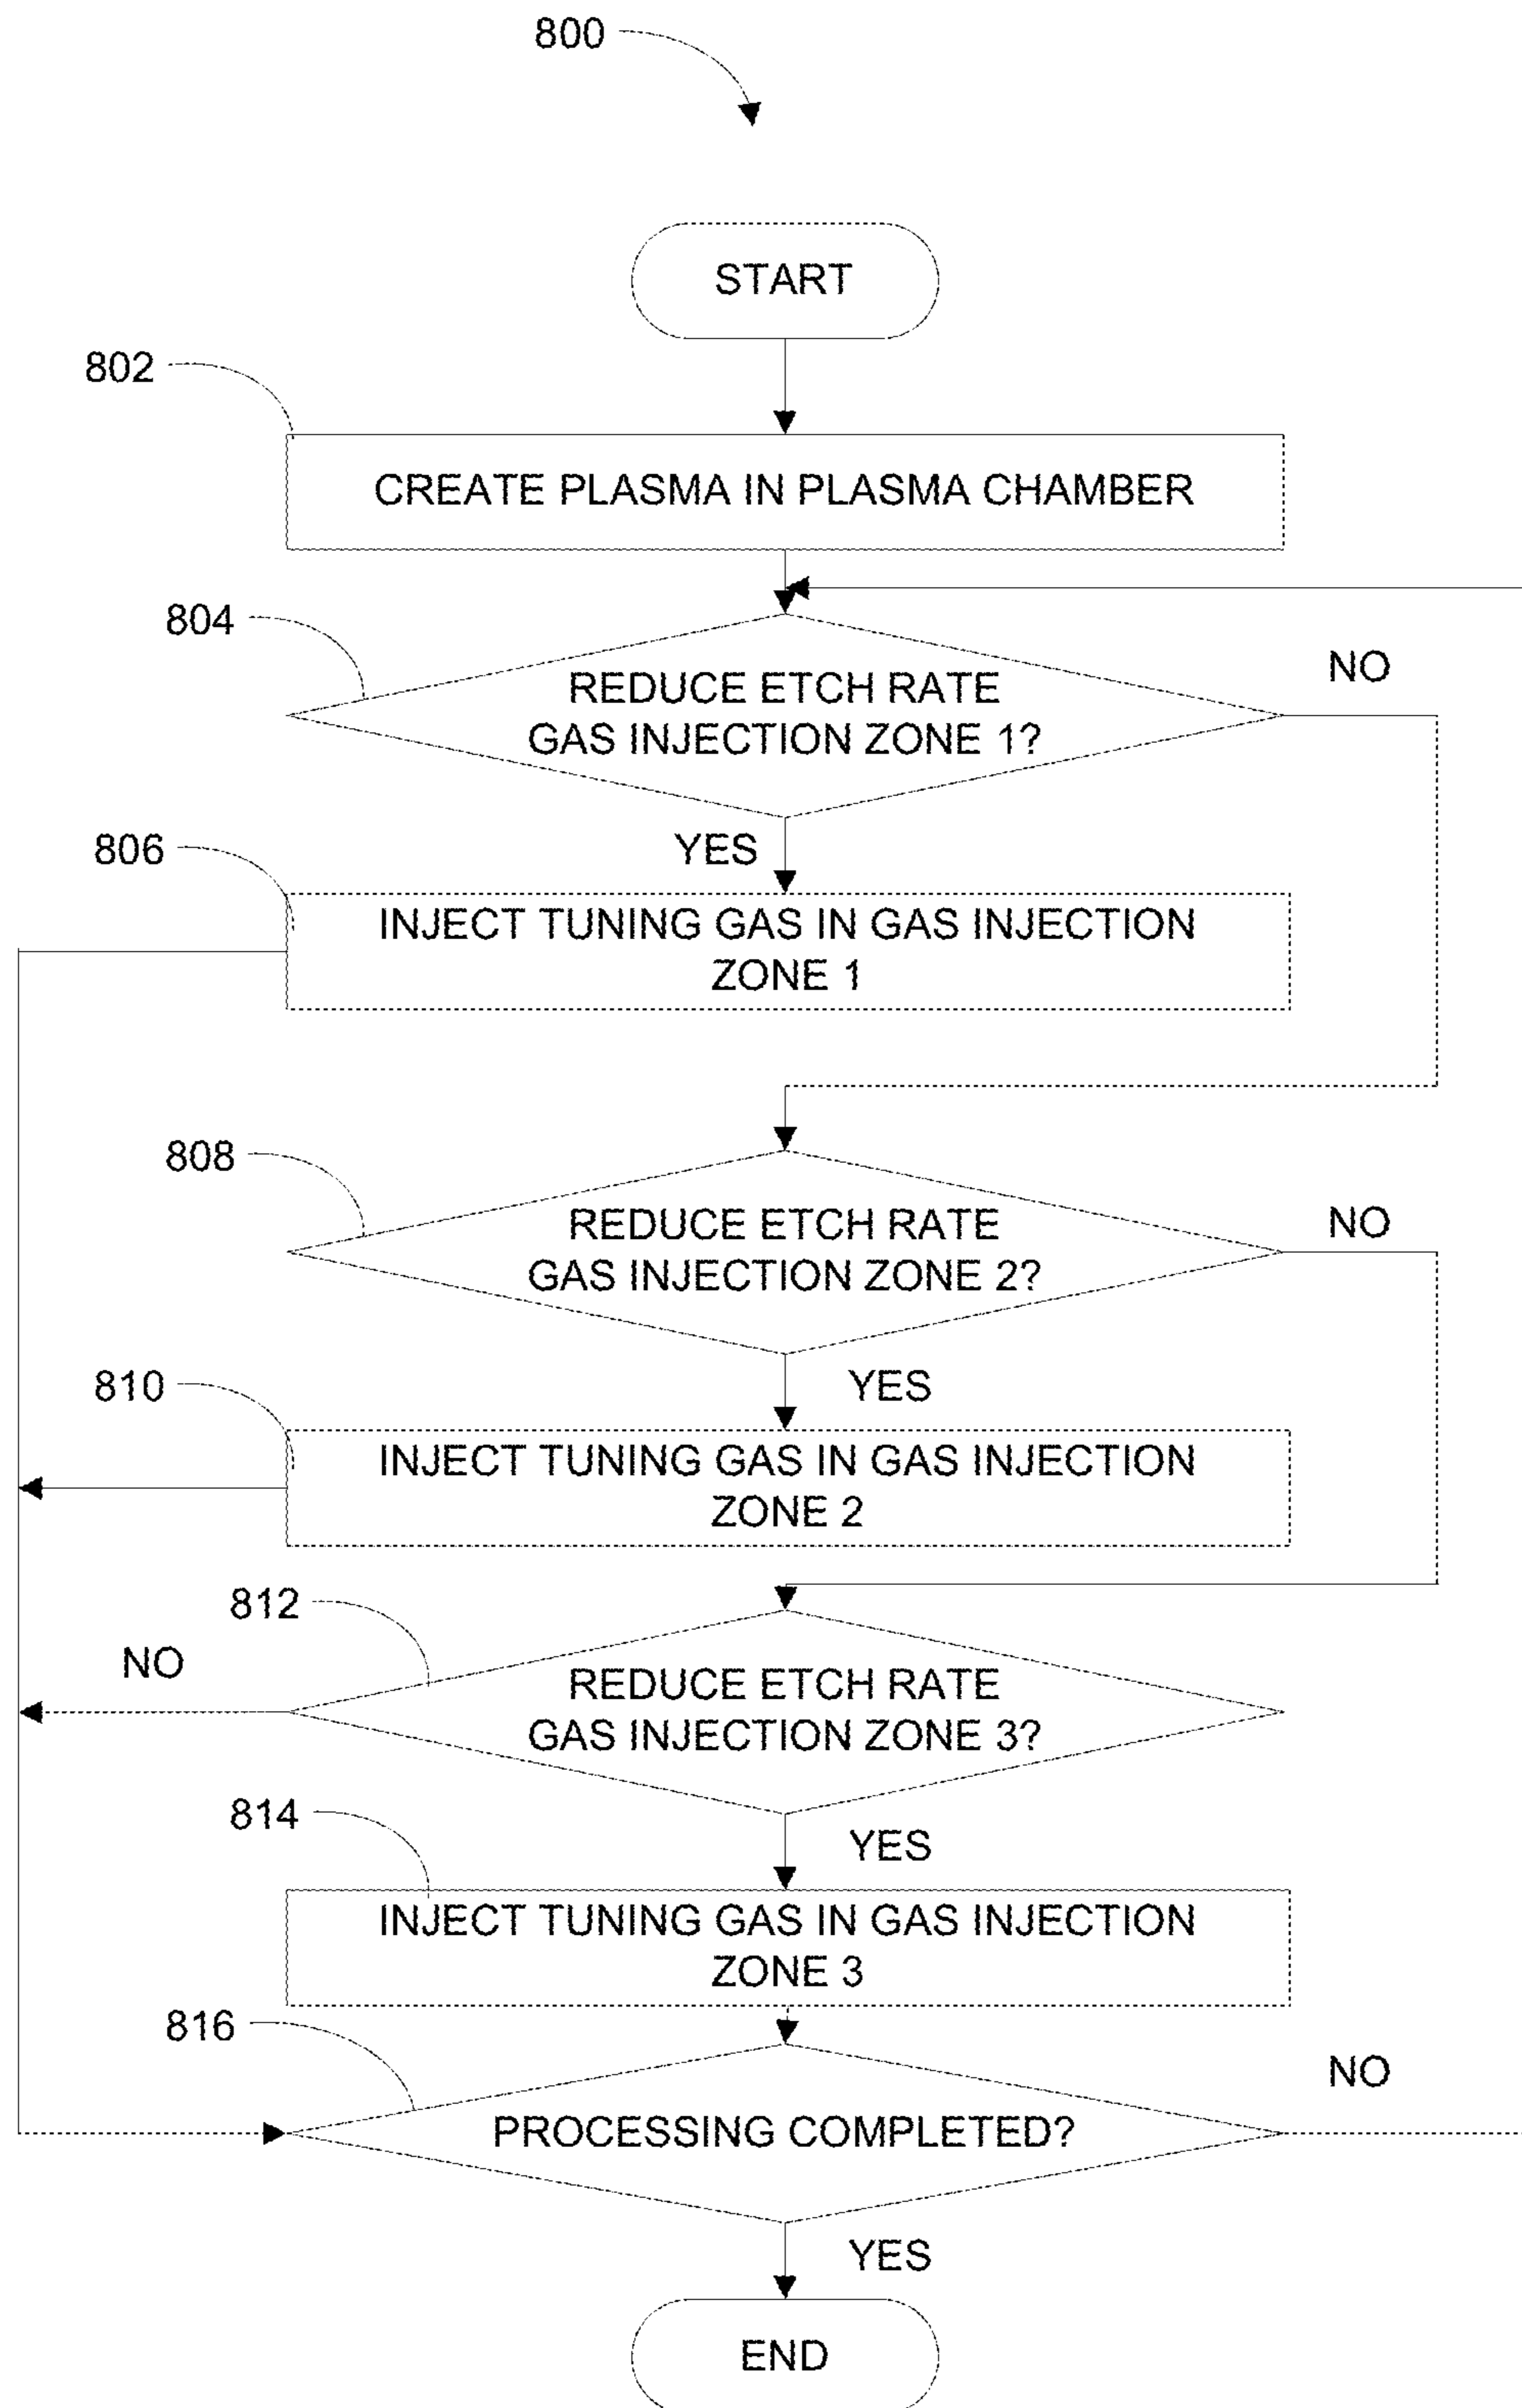 800
START
802
CREATE PLASMA IN PLASMA CHAMBER
804
REDUCE ETCH RATE
GAS INJECTION ZONE 1?
NO
YES
806
INJECT TUNING GAS IN GAS INJECTION
ZONE 1
808
REDUCE ETCH RATE
GAS INJECTION ZONE 2?
NO
YES
810
INJECT TUNING GAS IN GAS INJECTION
ZONE 2
812
NO
REDUCE ETCH RATE
GAS INJECTION ZONE 3?
YES
814
INJECT TUNING GAS IN GAS INJECTION
ZONE 3
816
PROCESSING COMPLETED?
NO
YES
END